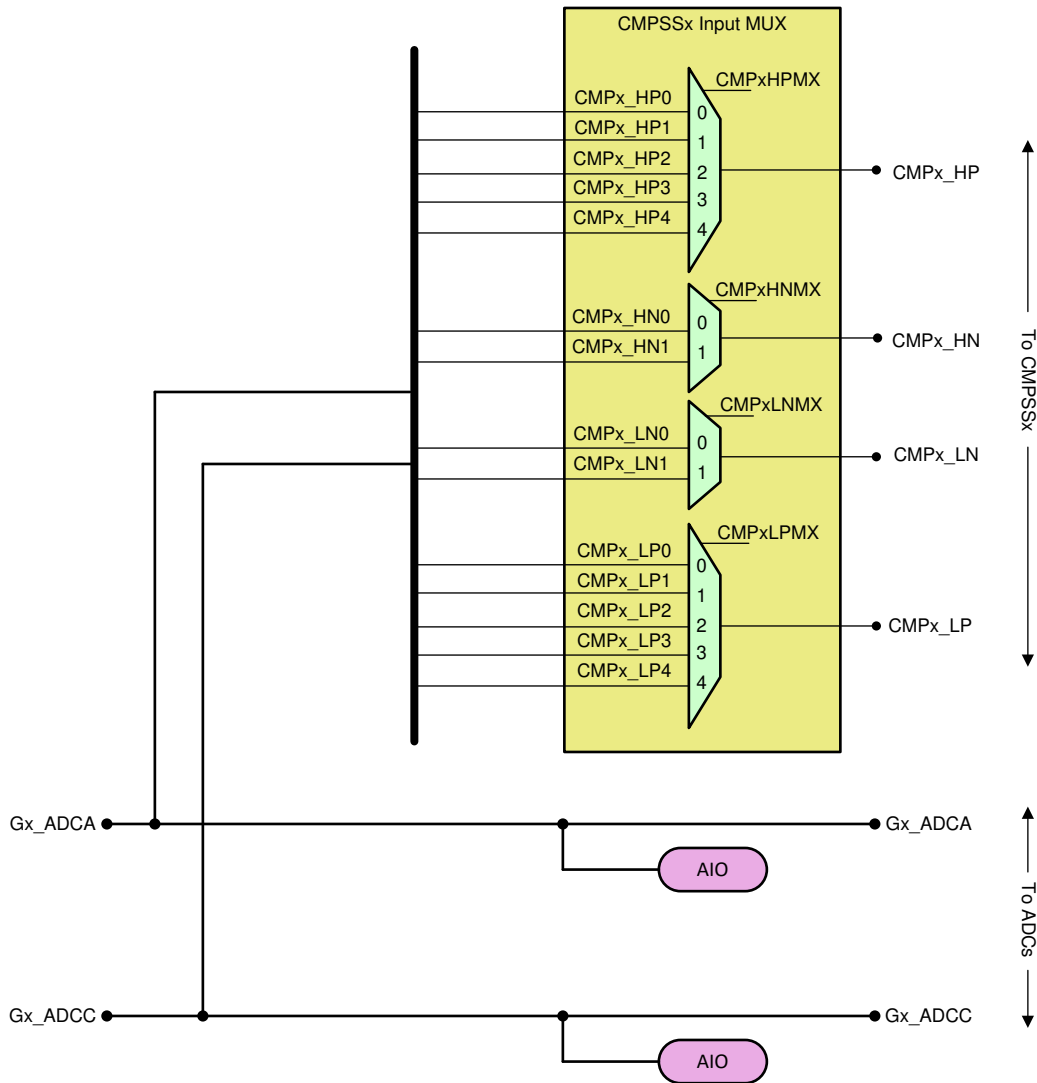 CMPSSx Input MUX
CMPxHPMX
CMPx_HP0
0
CMPx_HP1
1
CMPx_HP2
2
CMPx_HP
CMPx_HP3
3
CMPx_HP4
4
CMPxHNMX
CMPx_HN0
0
CMPx_HN
CMPx_HN1
1
To CMPSSx
CMPxLNMX
CMPx_LN0
0
CMPx_LN
CMPx_LN1
1
CMPxLPMX
CMPx_LP0
0
CMPx_LP1
1
CMPx_LP2
2
CMPx_LP
CMPx_LP3
3
CMPx_LP4
4
Gx_ADCA
Gx_ADCA
AIO
To ADCs
Gx_ADCC
Gx_ADCC
AIO